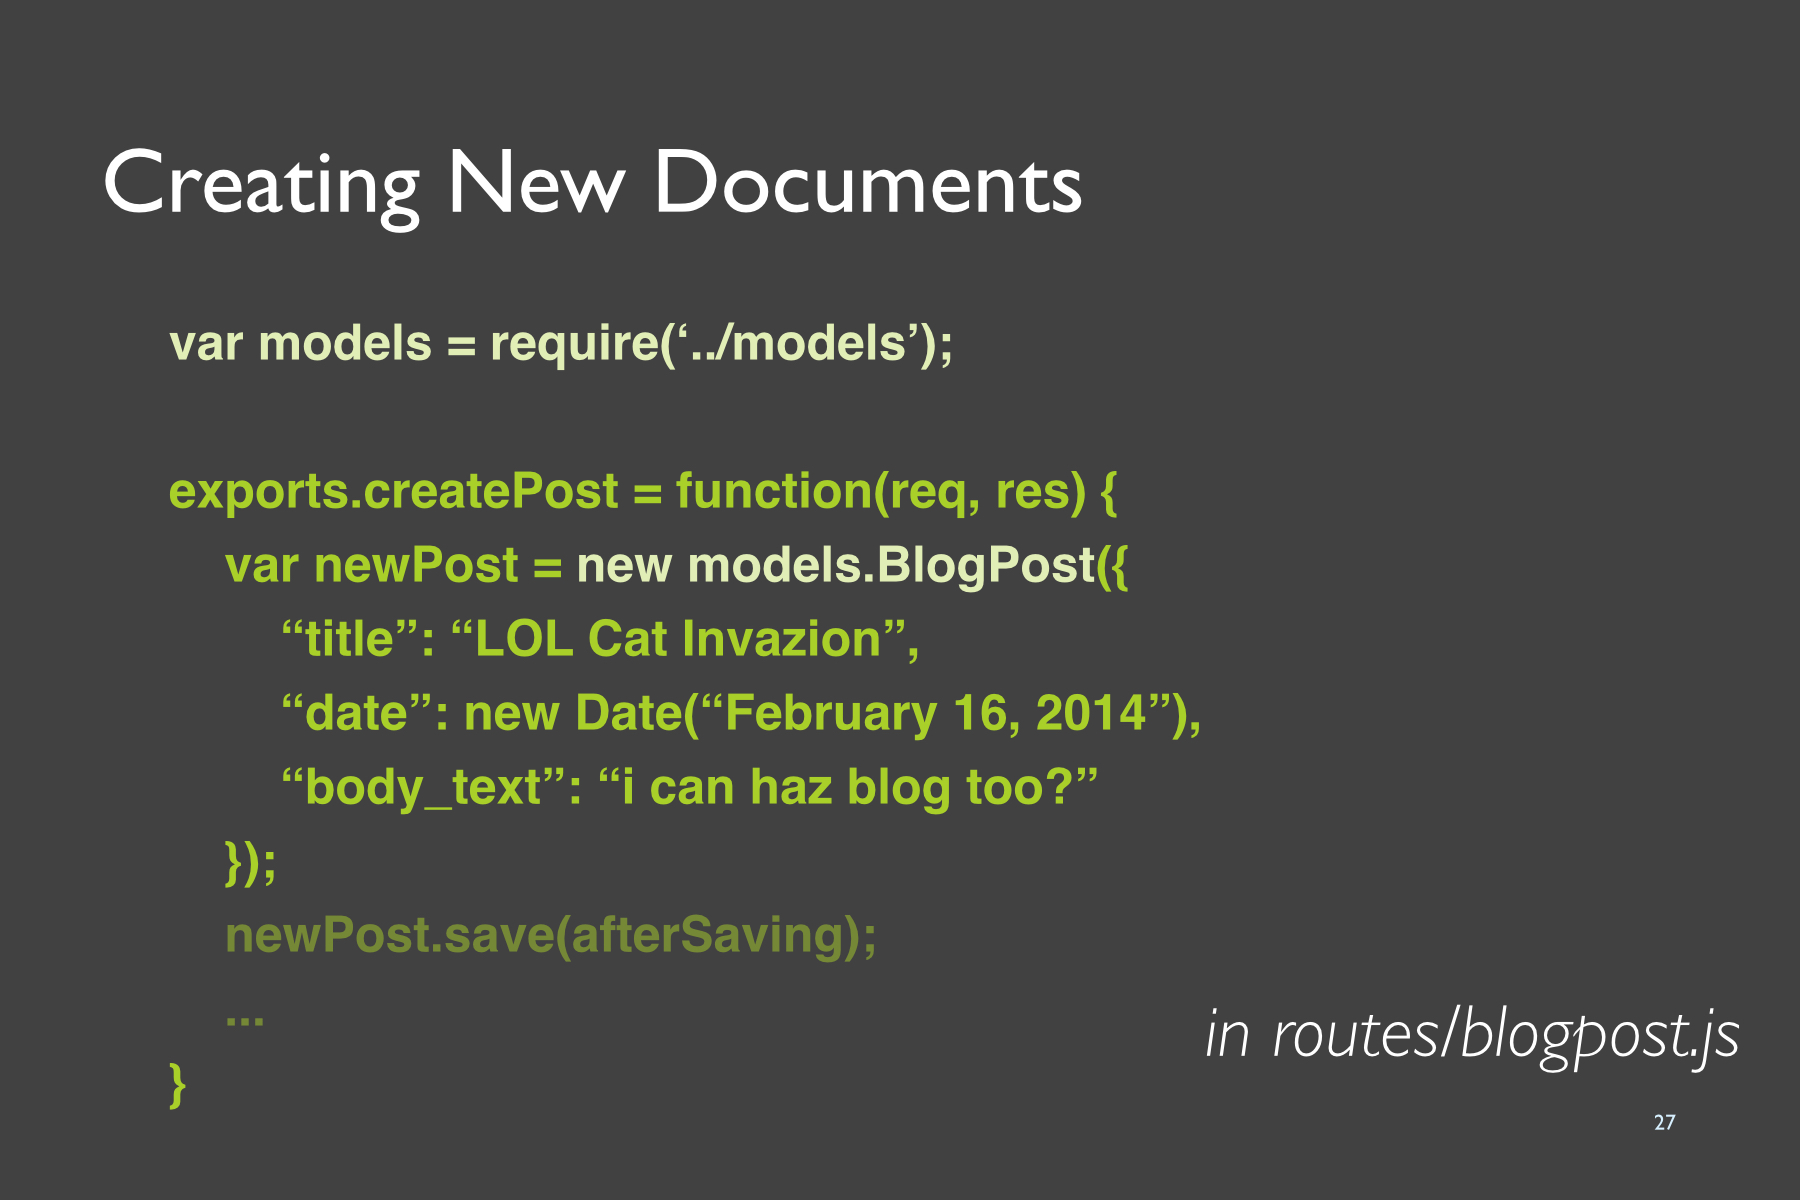 Creating New Documents
var models = require(‘../models’);
exports.createPost = function(req, res) {
var newPost = new models.BlogPost({
“title”: “LOL Cat Invazion”,
“date”: new Date(“February 16, 2014”),
“body_text”: “i can haz blog too?”
});
newPost.save(afterSaving);
...
}
in routes/blogpost.js
27